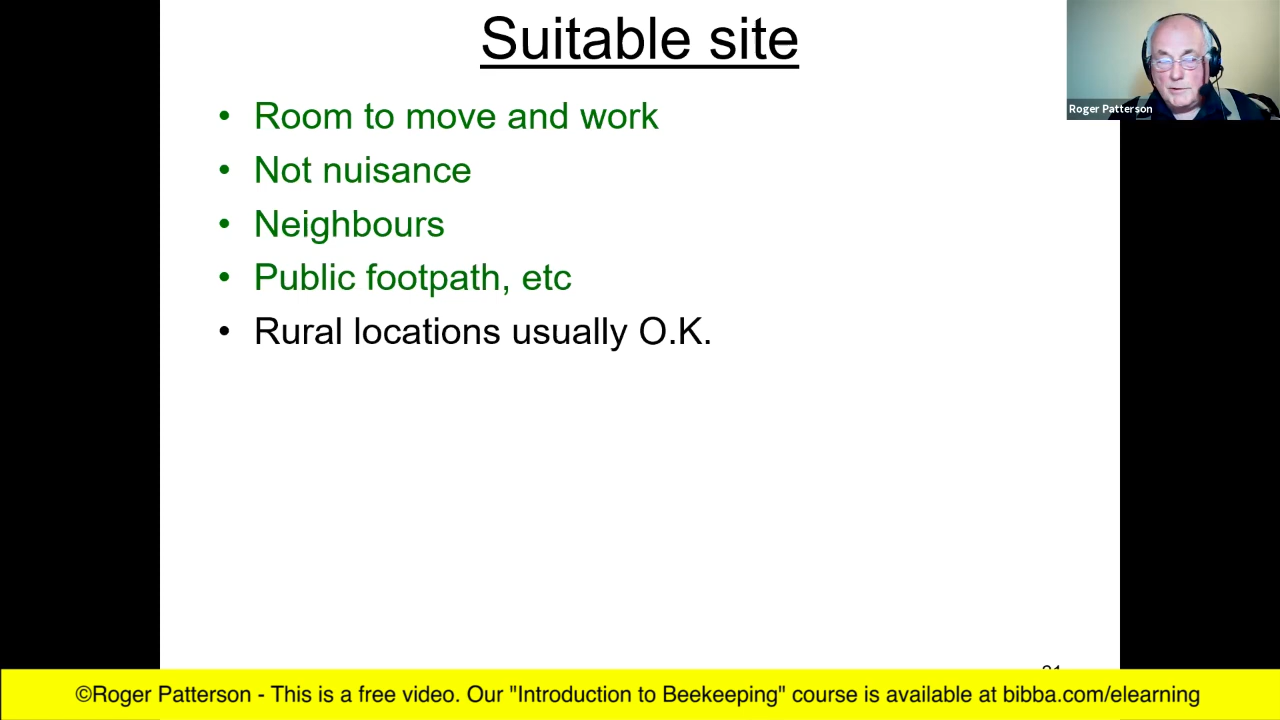 Suitable site
Roger Patterson
• Room to move and work
• Not nuisance
• Neighbours
• Public footpath, etc
• Rural locations usually O.K.
©Roger Patterson - This is a free video. Our "Introduction to Beekeeping" course is available at bibba.com/elearning